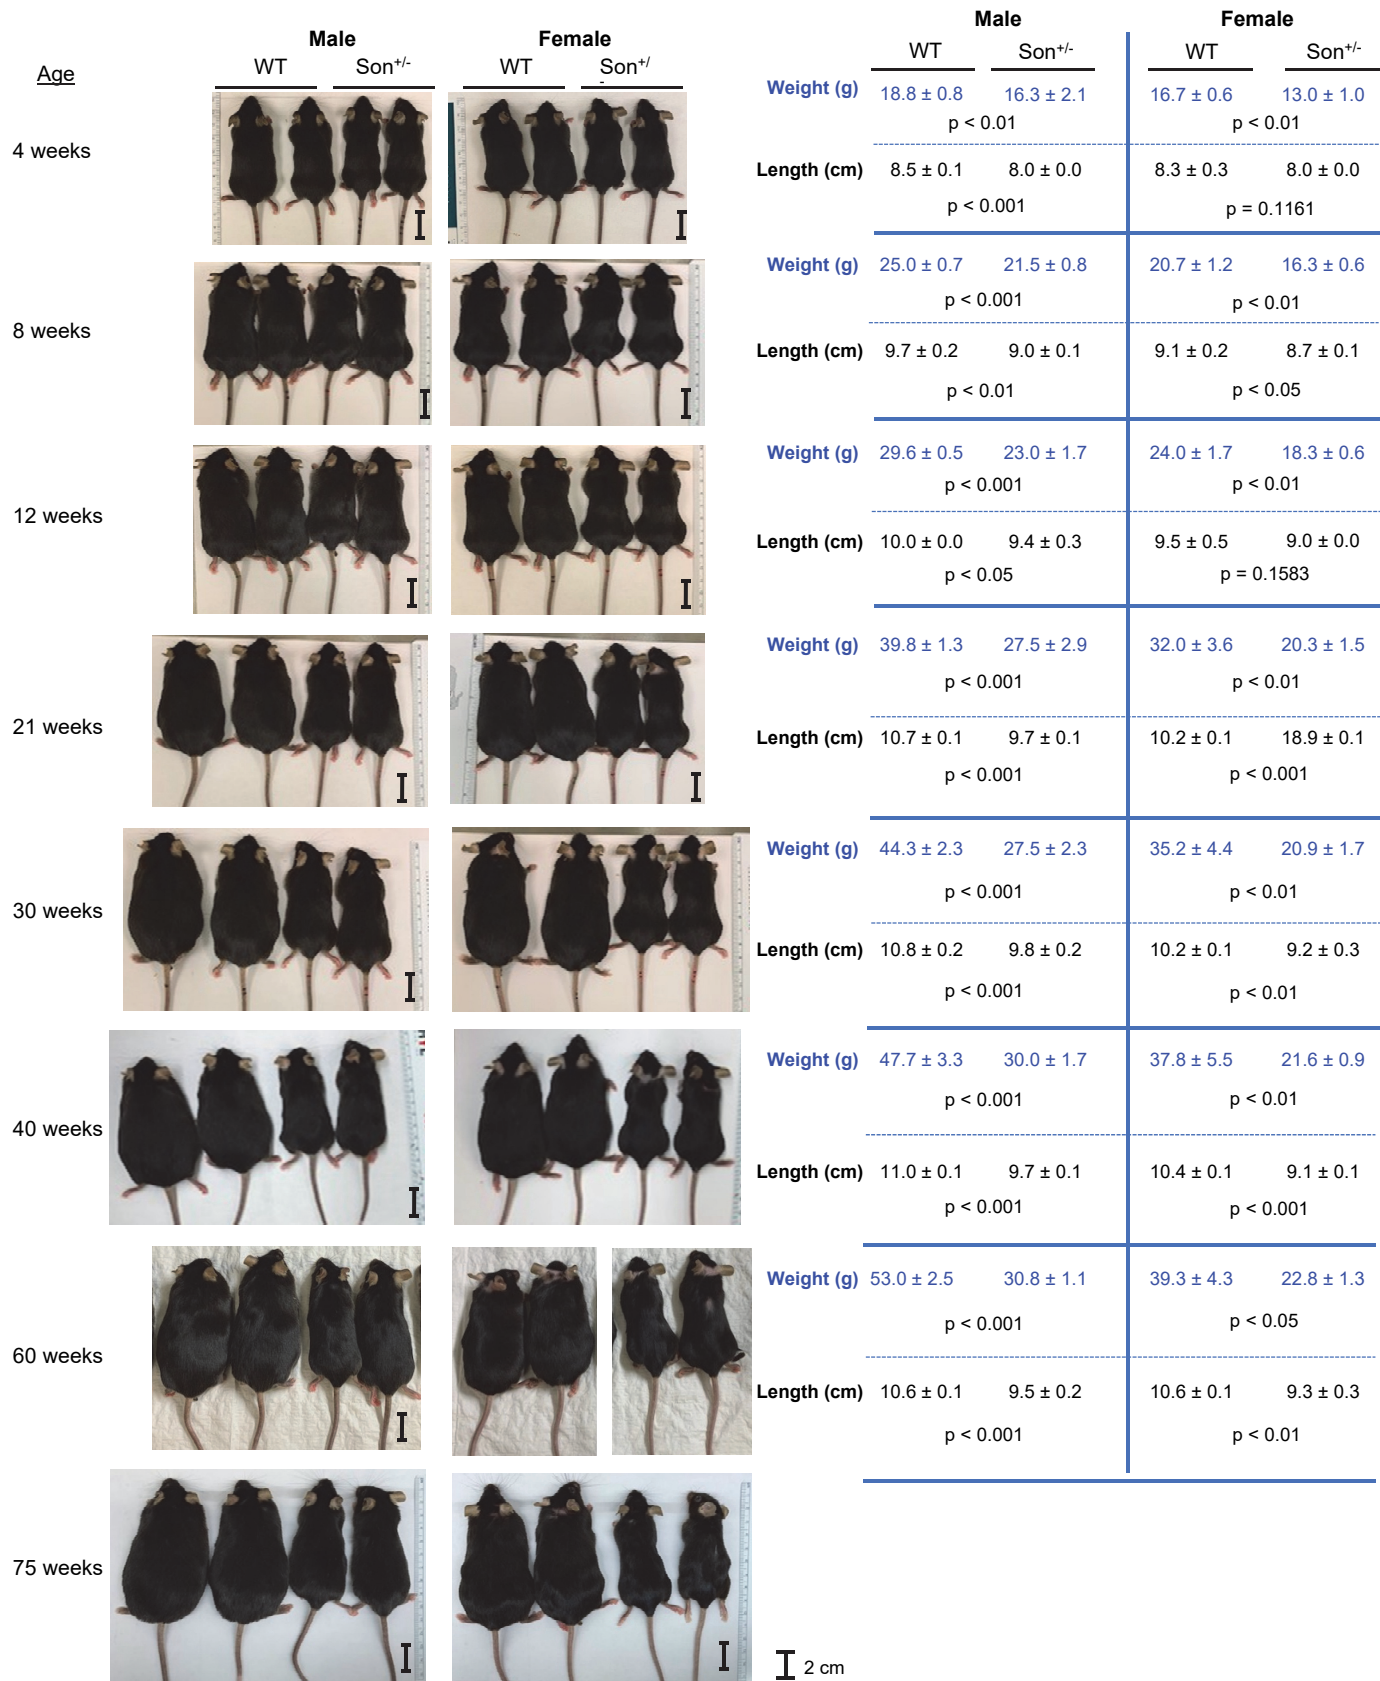 Male Female
WT Son+/- WT Son+/-
Age
4 weeks
8 weeks
12 weeks
21 weeks
30 weeks
40 weeks
60 weeks
75 weeks
2 cm
Male Female
WT Son+/- WT Son+/-
Weight (g) 18.8 ± 0.8 16.3 ± 2.1 16.7 ± 0.6 13.0 ± 1.0
p < 0.01 p < 0.01
Length (cm) 8.5 ± 0.1 8.0 ± 0.0 8.3 ± 0.3 8.0 ± 0.0
p < 0.001 p = 0.1161
Weight (g) 25.0 ± 0.7 21.5 ± 0.8 20.7 ± 1.2 16.3 ± 0.6
p < 0.001 p < 0.01
Length (cm) 9.7 ± 0.2 9.0 ± 0.1 9.1 ± 0.2 8.7 ± 0.1
p < 0.01 p < 0.05
Weight (g) 29.6 ± 0.5 23.0 ± 1.7 24.0 ± 1.7 18.3 ± 0.6
p < 0.001 p < 0.01
Length (cm) 10.0 ± 0.0 9.4 ± 0.3 9.5 ± 0.5 9.0 ± 0.0
p < 0.05 p = 0.1583
Weight (g) 39.8 ± 1.3 27.5 ± 2.9 32.0 ± 3.6 20.3 ± 1.5
p < 0.001 p < 0.01
Length (cm) 10.7 ± 0.1 9.7 ± 0.1 10.2 ± 0.1 18.9 ± 0.1
p < 0.001 p < 0.001
Weight (g) 44.3 ± 2.3 27.5 ± 2.3 35.2 ± 4.4 20.9 ± 1.7
p < 0.001 p < 0.01
Length (cm) 10.8 ± 0.2 9.8 ± 0.2 10.2 ± 0.1 9.2 ± 0.3
p < 0.001 p < 0.01
Weight (g) 47.7 ± 3.3 30.0 ± 1.7 37.8 ± 5.5 21.6 ± 0.9
p < 0.001 p < 0.01
Length (cm) 11.0 ± 0.1 9.7 ± 0.1 10.4 ± 0.1 9.1 ± 0.1
p < 0.001 p < 0.001
Weight (g) 53.0 ± 2.5 30.8 ± 1.1 39.3 ± 4.3 22.8 ± 1.3
p < 0.001 p < 0.05
Length (cm) 10.6 ± 0.1 9.5 ± 0.2 10.6 ± 0.1 9.3 ± 0.3
p < 0.001 p < 0.01